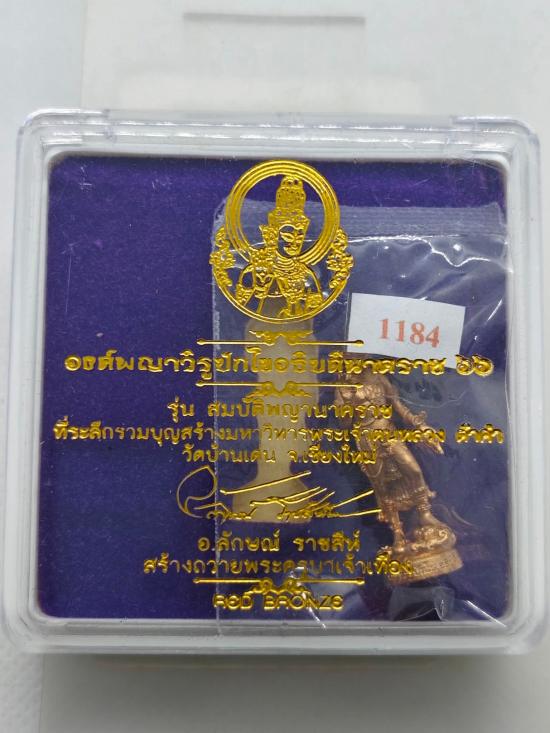 1184
องค์พญาวิรูปักโขอธิบดีนาคราช ๖๖
รุ่น สมบัติพญานาคราช
ที่ระลึกร่วมบุญสร้างมหาวิหารพระเจ้าตนหลวง ดำคำ
วัดบ้านเด่น จ.เชียงใหม่
อ.ลักษณ์ ราชสีห์
สร้างถวายพระครูบาเจ้าเทือง
RED BRONZE